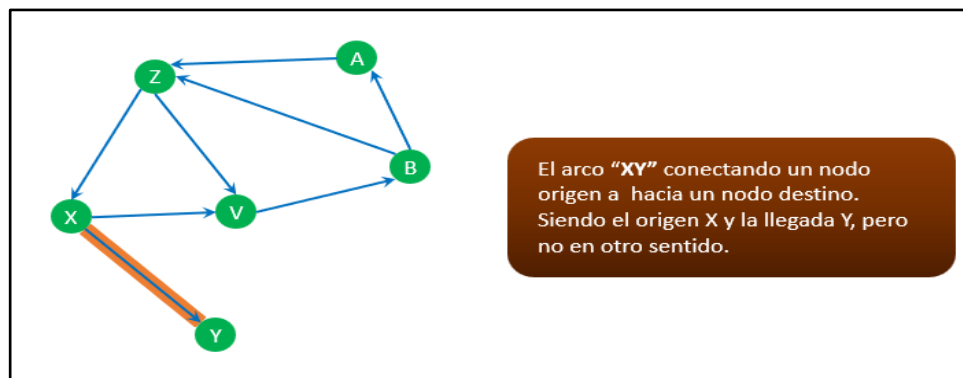 A
Z
B
X
V
Y
El arco “XY” conectando un nodo
origen a hacia un nodo destino.
Siendo el origen X y la llegada Y, pero
no en otro sentido.